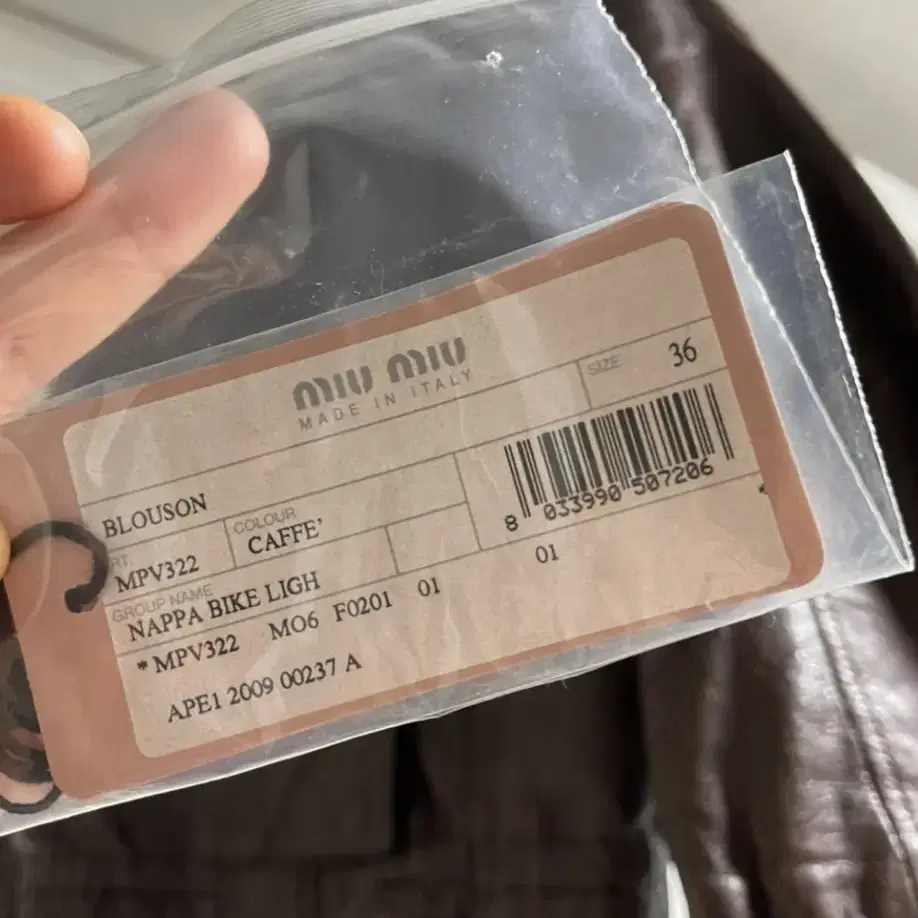 MIU MIU
MADE IN ITALY
SIZE 36
BLOUSON
8 033990 507206
COLOUR
MPV322 CAFFE'
GROUP NAME
NAPPA BIKE LIGH
01
*MPV322 MO6 F0201 01
APE1 2009 00237 A